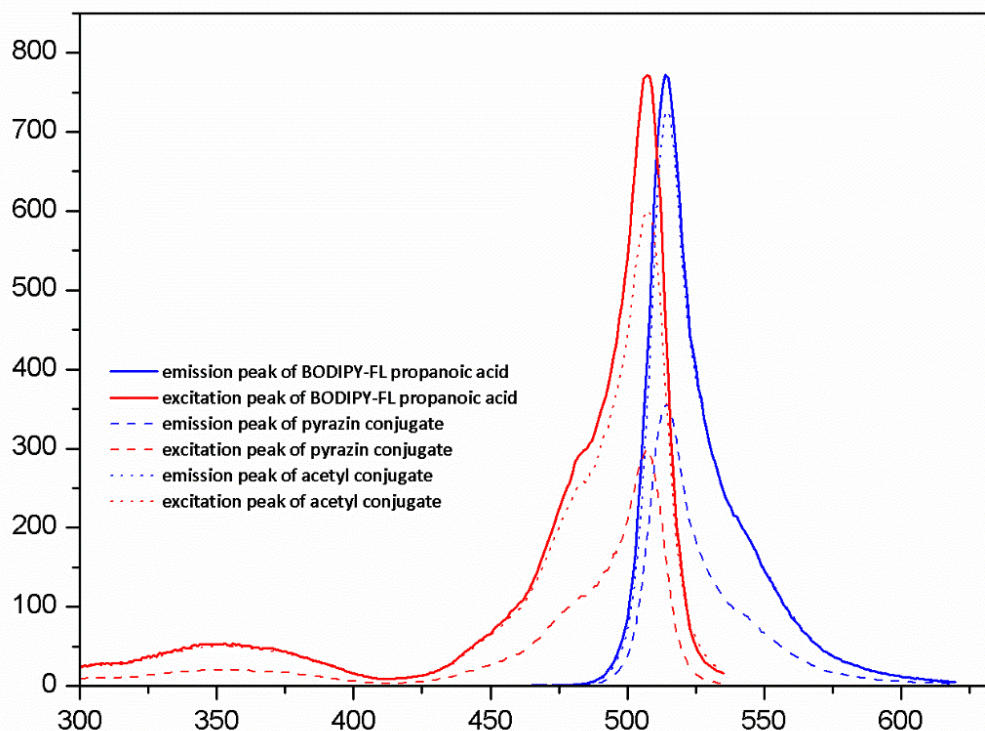 800
700
600
500
400
300
200
100
0
emission peak of BODIPY-FL propanoic acid
excitation peak of BODIPY-FL propanoic acid
emission peak of pyrazin conjugate
excitation peak of pyrazin conjugate
emission peak of acetyl conjugate
excitation peak of acetyl conjugate
300 350 400 450 500 550 600